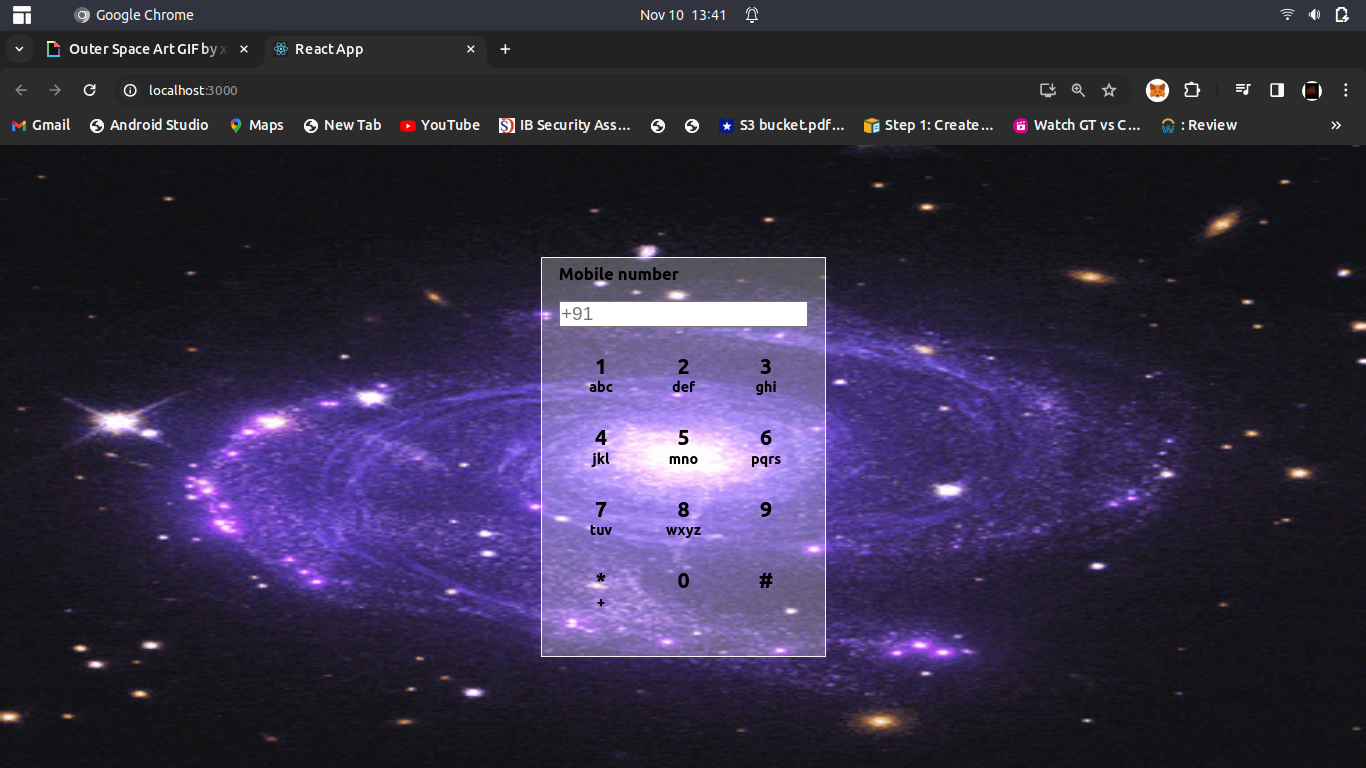 Google Chrome
Nov 10 13:41
Outer Space Art GIF by x
React App
localhost:3000
Gmail
Android Studio
Maps
New Tab
YouTube
IB Security Ass...
S3 bucket.pdf...
Step 1: Create...
Watch GT vs C...
: Review
Mobile number
+91
1 2 3
abc def ghi
4 5 6
jkl mno pqrs
7 8 9
tuv wxyz
* 0 #
+